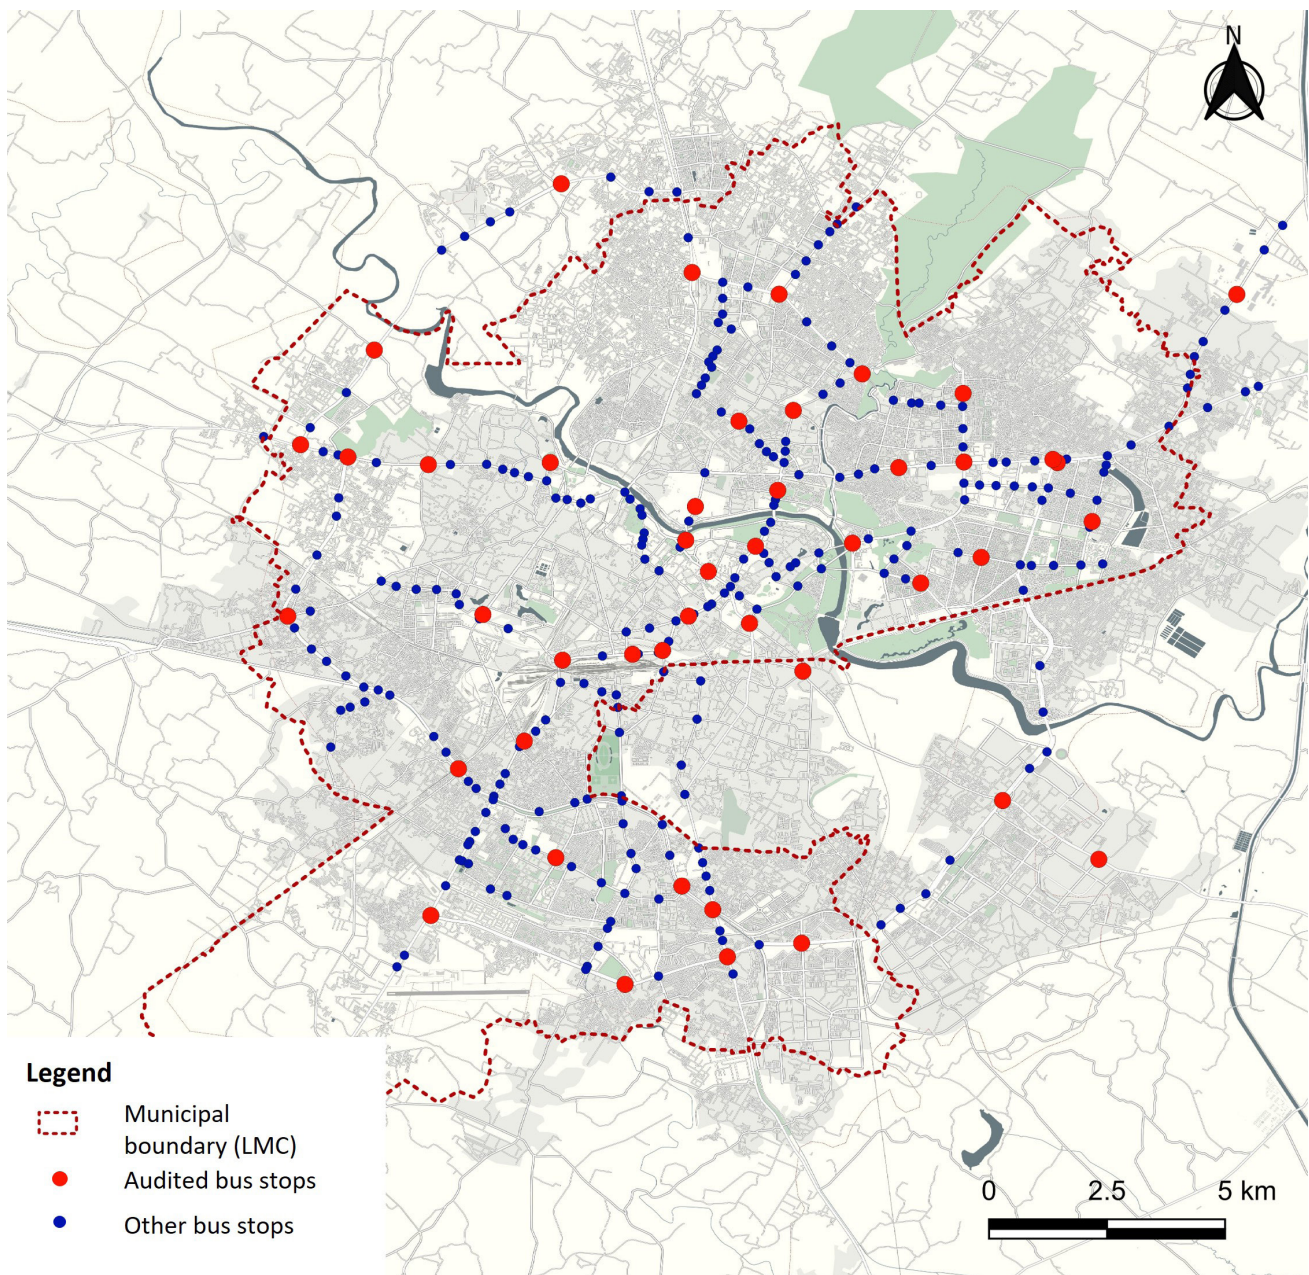 N
Legend
Municipal
boundary (LMC)
Audited bus stops
Other bus stops
0 2.5 5 km